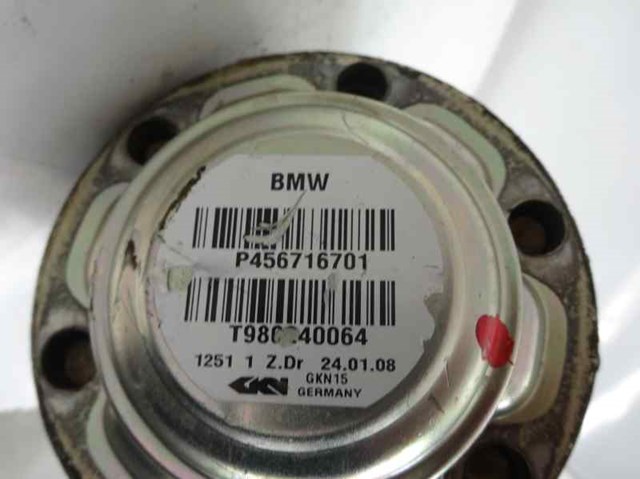 BMW
P456716701
1251 1 Z.Dr 24.01.08
GKN GKN15
GERMANY